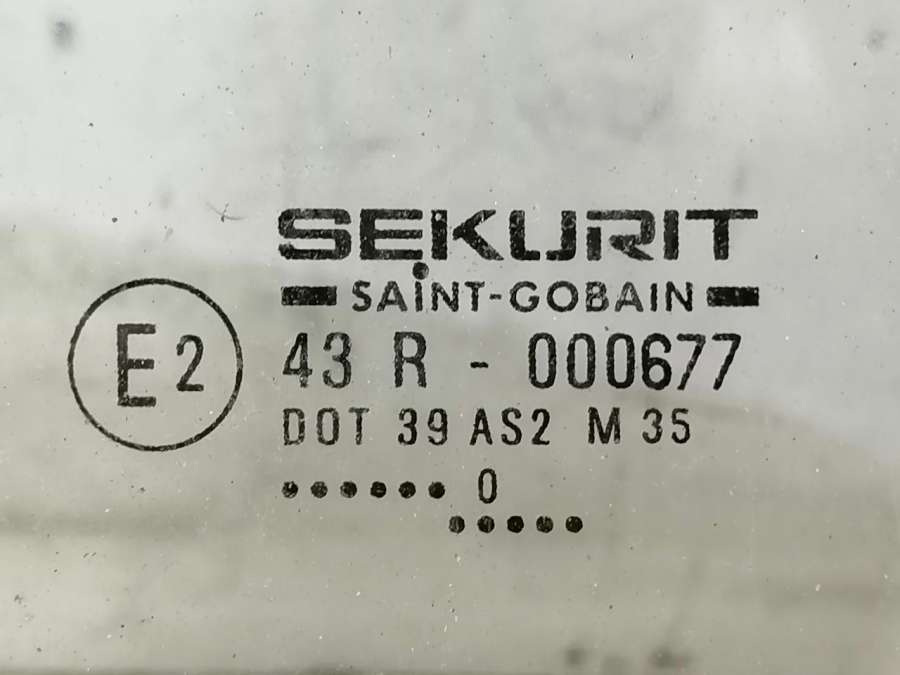 SEKURIT
SAINT-GOBAIN
E2
43 R - 000677
DOT 39 AS2 M 35
...... 0
.....